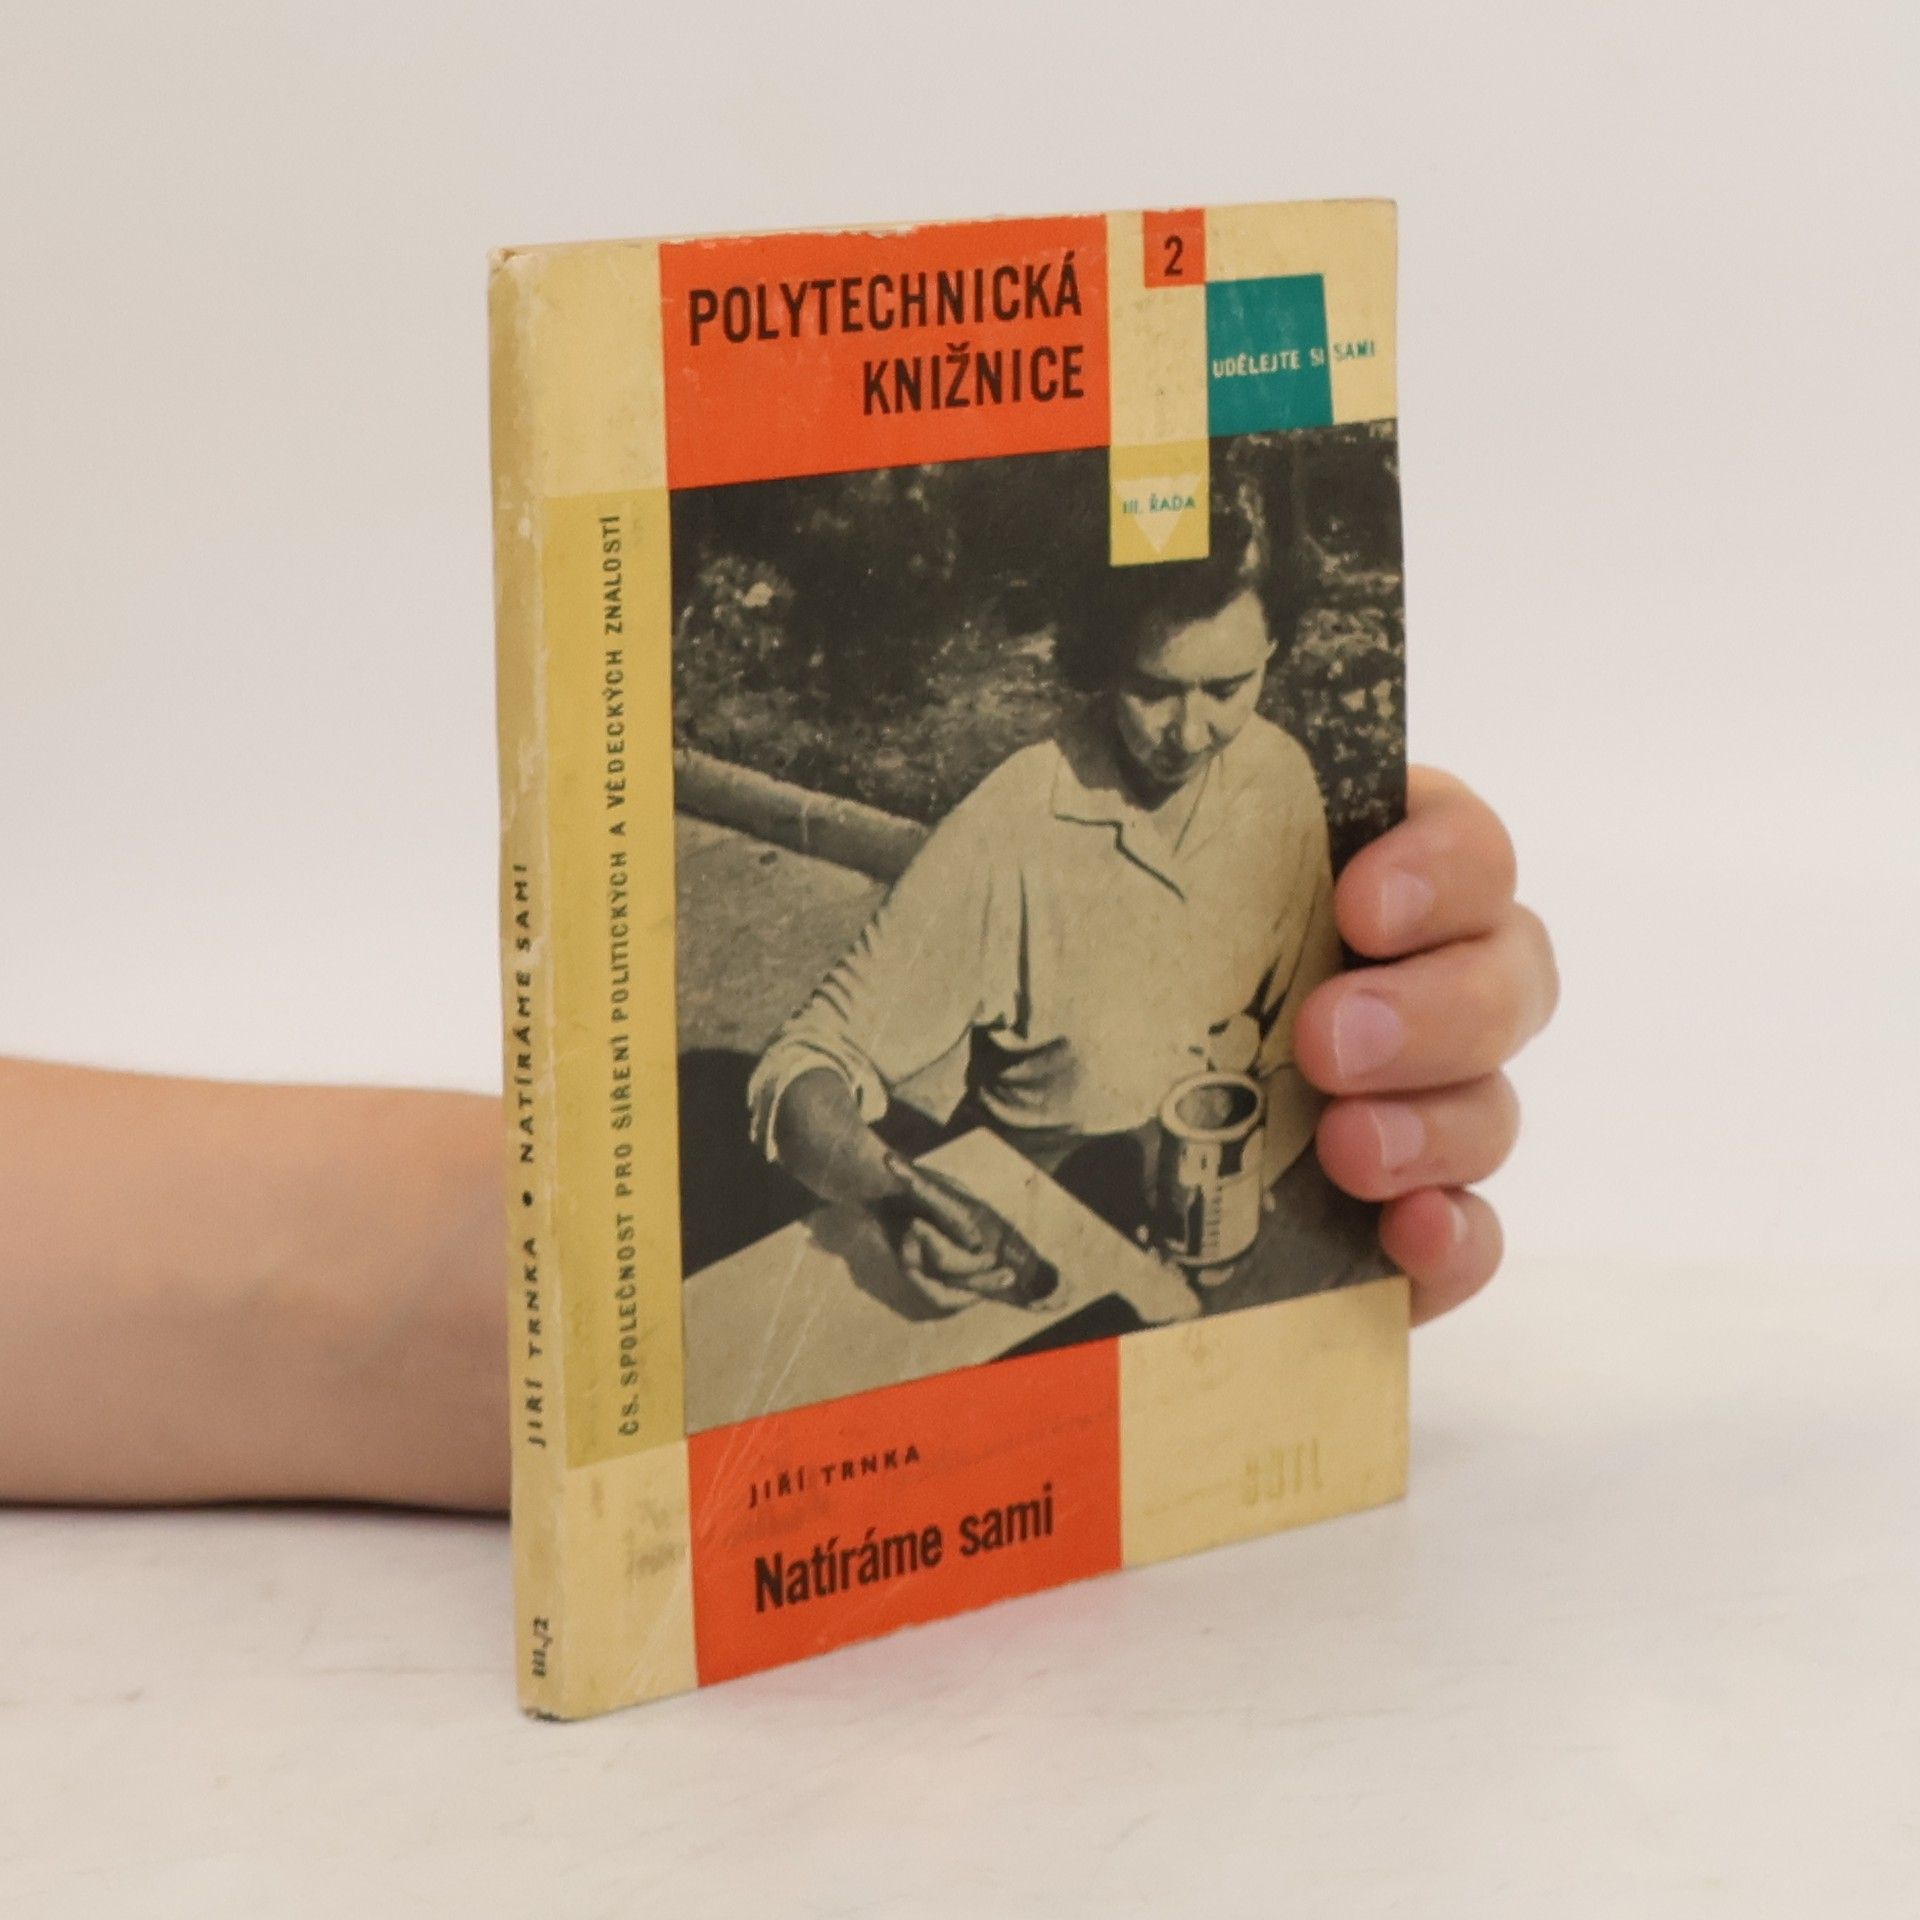 POLYTECHNICKÁ
KNIŽNICE
2
UDĚLEJTE SI SAMI
III. ŘADA
ČS. SPOLEČNOST PRO ŠÍŘENÍ POLITICKÝCH A VĚDECKÝCH ZNALOSTÍ
JIŘÍ TRNKA • NATÍRÁME SAMI
III./2
JIŘÍ TRNKA
Natíráme sami
SNTL